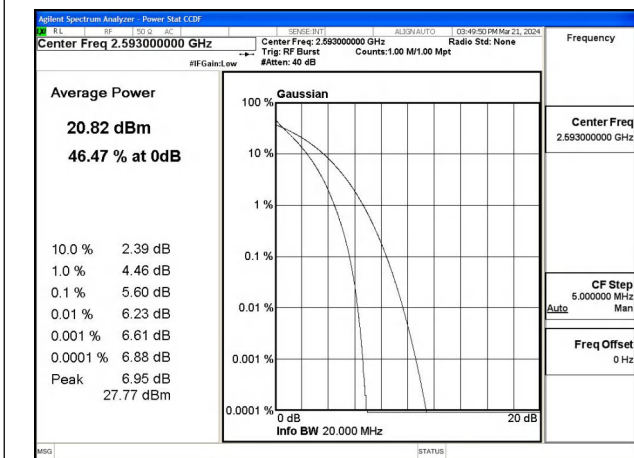 Agilent Spectrum Analyzer - Power Stat CCDF
RL RF 50 Ω AC SENSE:INT ALIGN AUTO 03:49:50 PM Mar 21, 2024
Center Freq 2.593000000 GHz
Center Freq: 2.593000000 GHz Radio Std: None
Trig: RF Burst Counts:1.00 M/1.00 Mpt
#IFGain:Low #Atten: 40 dB
Frequency
Average Power
20.82 dBm
46.47 % at 0dB
10.0 % 2.39 dB
1.0 % 4.46 dB
0.1 % 5.60 dB
0.01 % 6.23 dB
0.001 % 6.61 dB
0.0001 % 6.88 dB
Peak 6.95 dB
27.77 dBm
Gaussian
100 %
10 %
1 %
0.1 %
0.01 %
0.001 %
0.0001 %
0 dB 20 dB
Info BW 20.000 MHz
Center Freq
2.593000000 GHz
CF Step
5.000000 MHz
Auto Man
Freq Offset
0 Hz
MSG STATUS